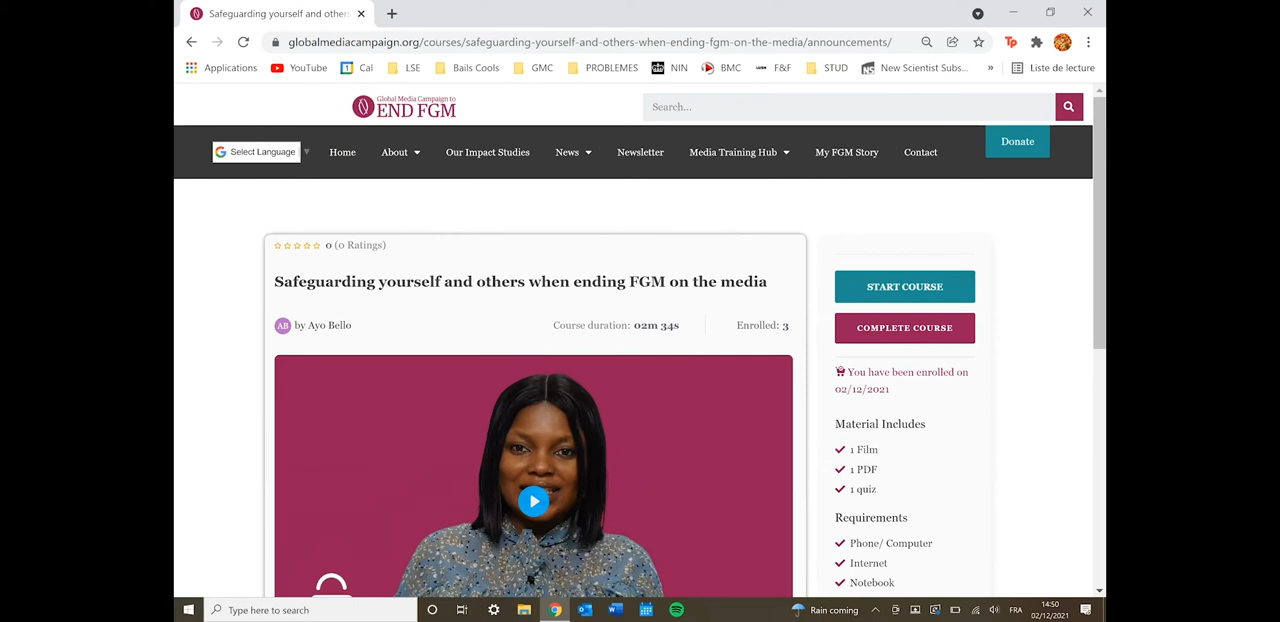 Safeguarding yourself and others
globalmediacampaign.org/courses/safeguarding-yourself-and-others-when-ending-fgm-on-the-media/announcements/
Applications YouTube Cal LSE Bails Cools GMC PROBLEMES NIN BMC F&F STUD New Scientist Subs... » Liste de lecture
Global Media Campaign to
END FGM
Search...
Select Language Home About Our Impact Studies News Newsletter Media Training Hub My FGM Story Contact Donate
0 (0 Ratings)
Safeguarding yourself and others when ending FGM on the media
AB by Ayo Bello Course duration: 02m 34s Enrolled: 3
START COURSE
COMPLETE COURSE
You have been enrolled on
02/12/2021
Material Includes
1 Film
1 PDF
1 quiz
Requirements
Phone/ Computer
Internet
Notebook
Type here to search
Rain coming
FRA
14:50
02/12/2021